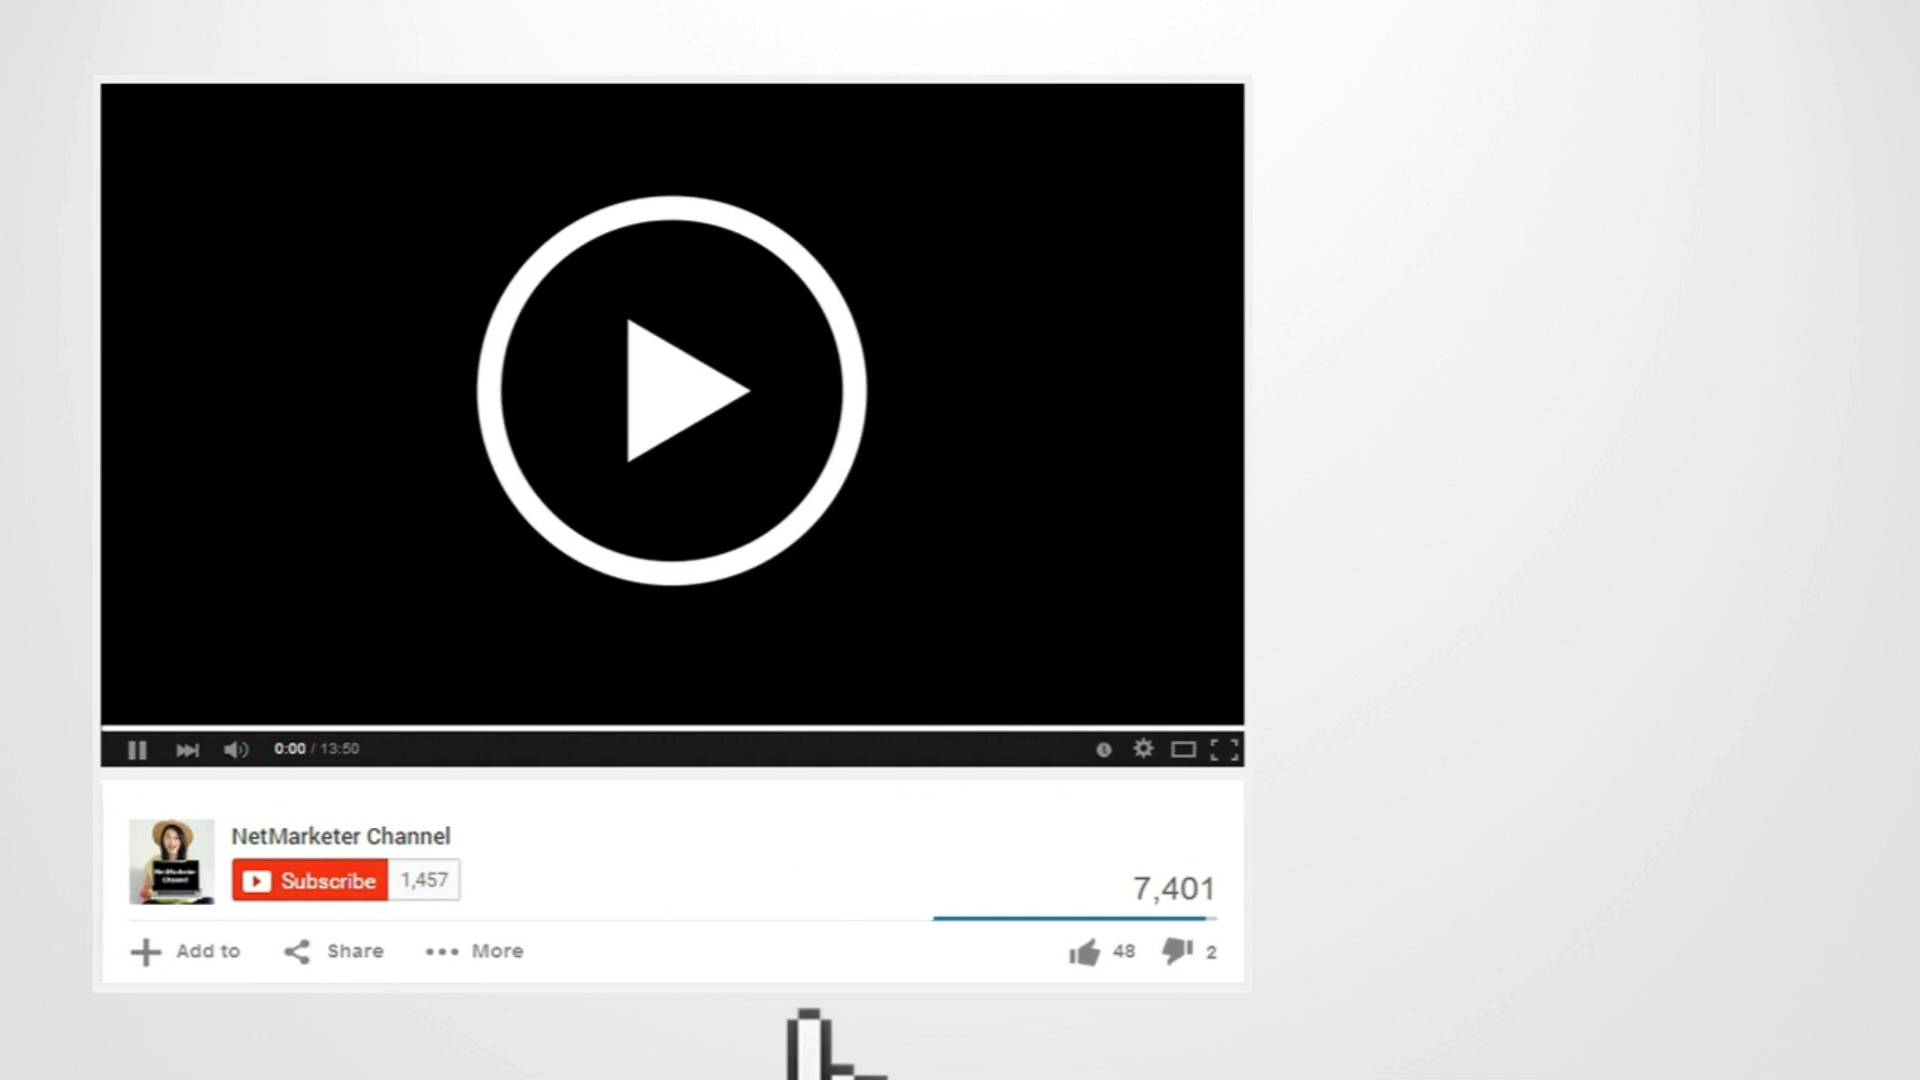 0:00 / 13:50
NetMarketer Channel
Subscribe 1,457
7,401
Add to Share More
48 2